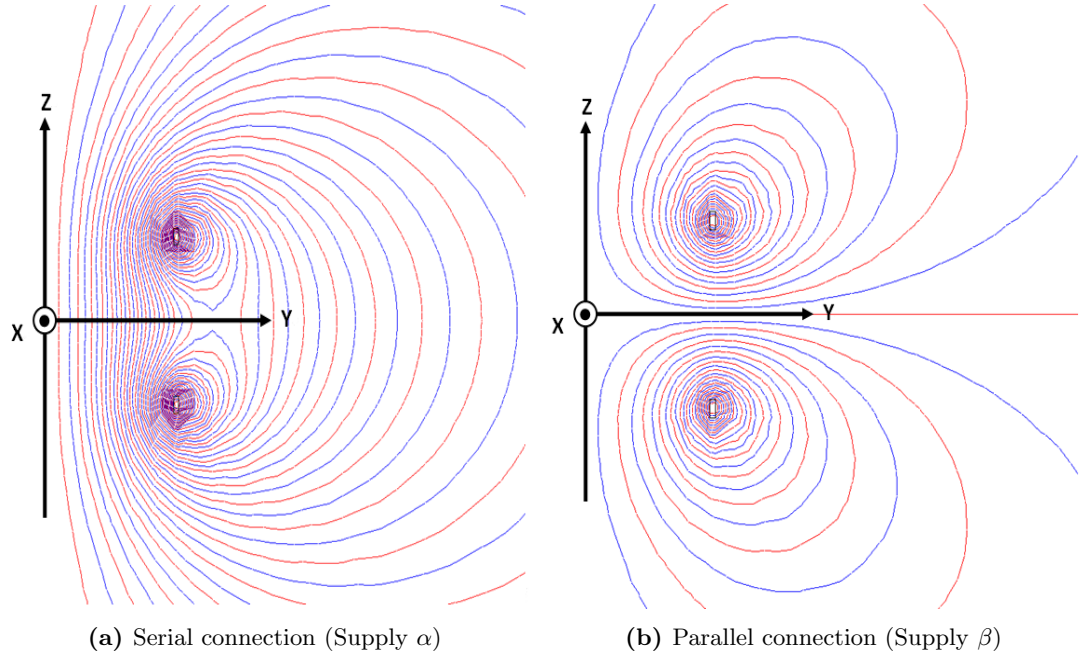 Z
Y
X
Z
Y
X
(a) Serial connection (Supply α)
(b) Parallel connection (Supply β)